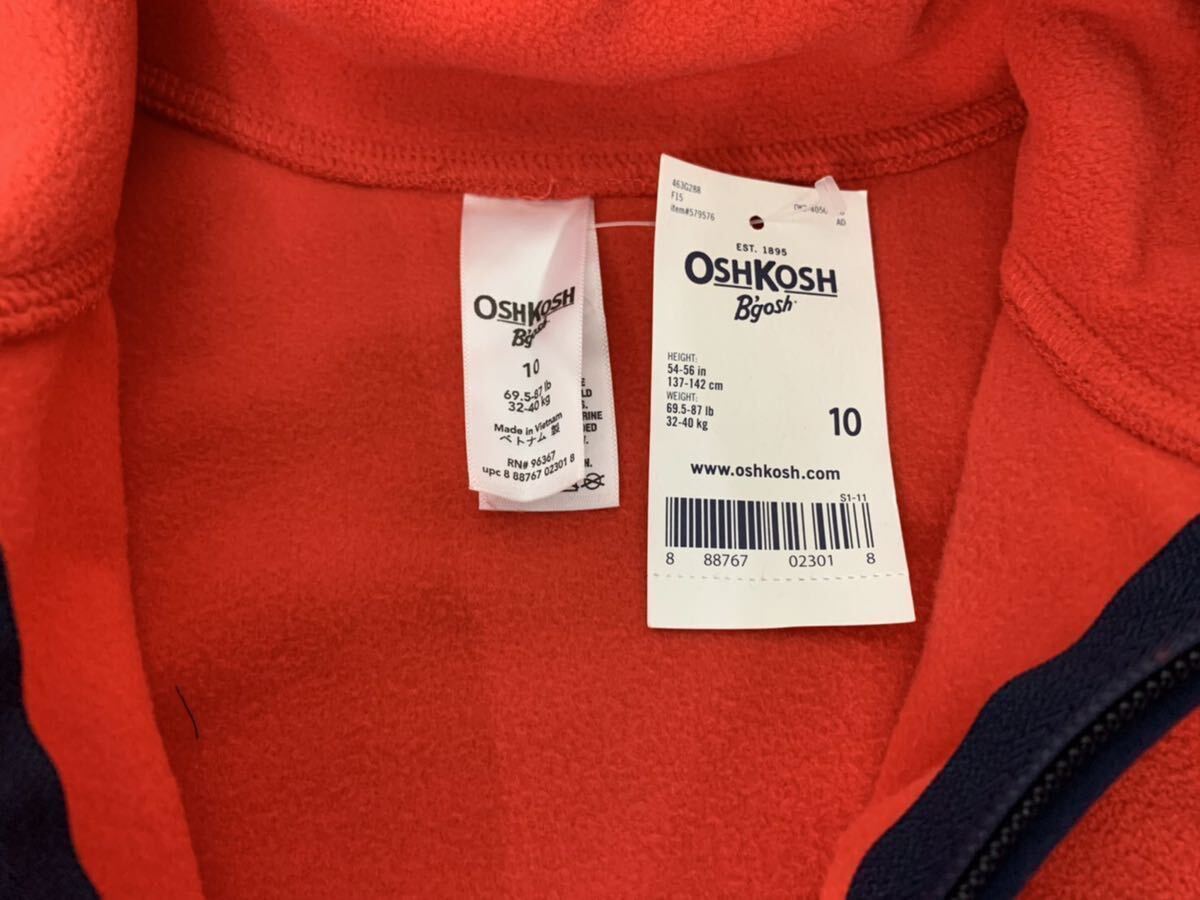 OSHKOSH
B'gosh
10
69.5-87 lb
32-40 kg
Made in Vietnam
ベトナム 製
RN# 96367
upc 8 88767 02301 8
463G288
F15
item#579576
AD
EST. 1895
OSHKOSH
B'gosh
HEIGHT:
54-56 in
137-142 cm
WEIGHT:
69.5-87 lb
32-40 kg
10
www.oshkosh.com
S1-11
8 88767 02301 8